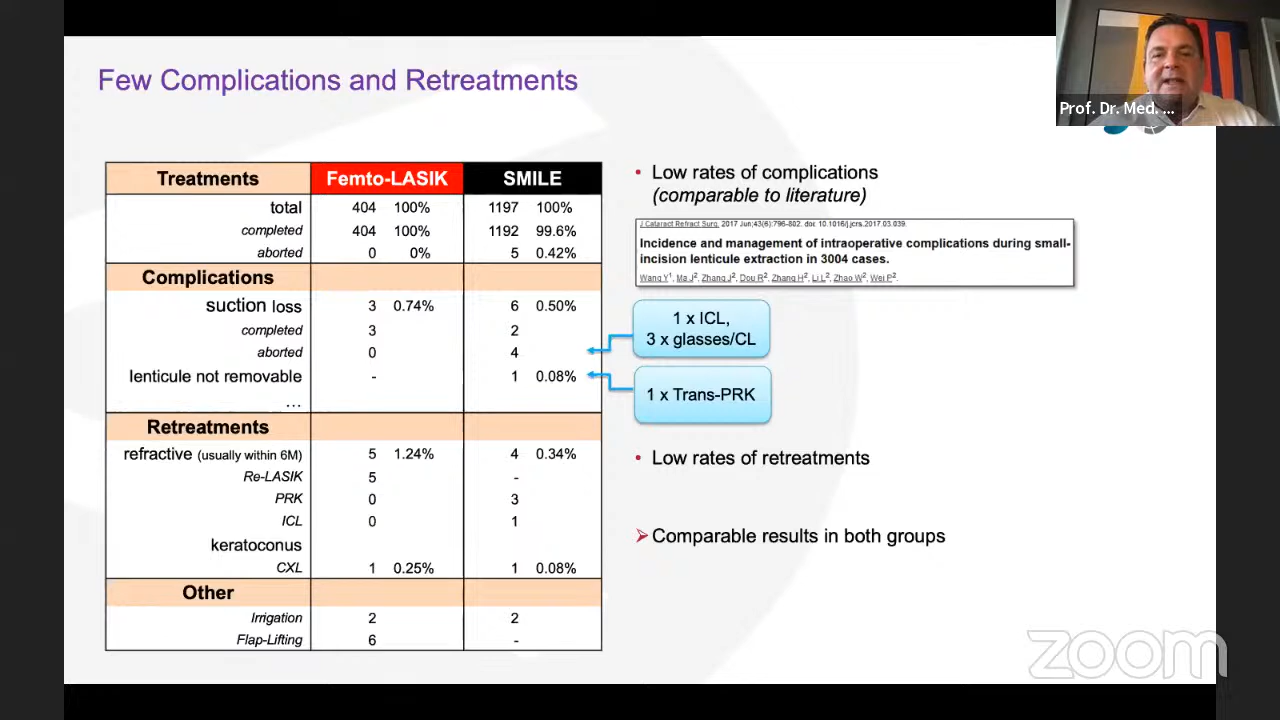 Few Complications and Retreatments
Prof. Dr. Med. ...
Treatments Femto-LASIK SMILE
total 404 100% 1197 100%
completed 404 100% 1192 99.6%
aborted 0 0% 5 0.42%
Complications
suction loss 3 0.74% 6 0.50%
completed 3 2
aborted 0 4
lenticule not removable - 1 0.08%
...
Retreatments
refractive (usually within 6M) 5 1.24% 4 0.34%
Re-LASIK 5 -
PRK 0 3
ICL 0 1
keratoconus
CXL 1 0.25% 1 0.08%
Other
Irrigation 2 2
Flap-Lifting 6 -
• Low rates of complications
(comparable to literature)
J Cataract Refract Surg. 2017 Jun;43(6):796-802. doi: 10.1016/j.jcrs.2017.03.039.
Incidence and management of intraoperative complications during small-
incision lenticule extraction in 3004 cases.
Wang Y1, Ma J2, Zhang J2, Dou R2, Zhang H2, Li L2, Zhao W2, Wei P2.
1 x ICL,
3 x glasses/CL
1 x Trans-PRK
• Low rates of retreatments
➢ Comparable results in both groups
zoom